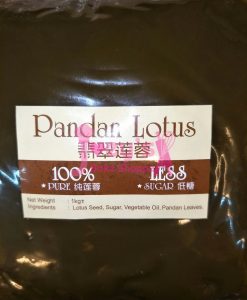 Pandan Lotus
翡翠莲蓉
100% LESS
★ PURE 纯莲蓉 ★ SUGAR 低糖
Net Weight : 1kg±
Ingredients : Lotus Seed, Sugar, Vegetable Oil, Pandan Leaves